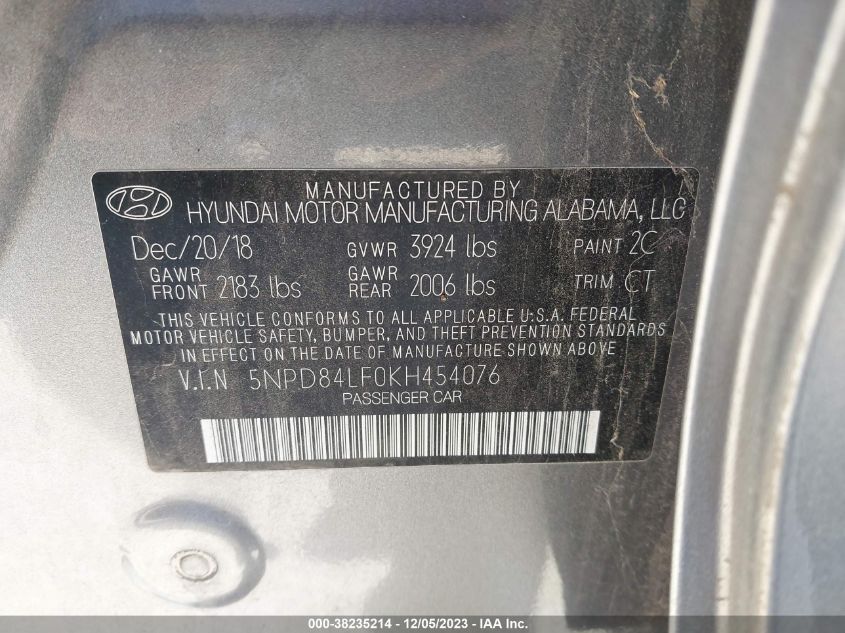 MANUFACTURED BY
HYUNDAI MOTOR MANUFACTURING ALABAMA, LLC
Dec/20/18 GVWR 3924 lbs PAINT 2C
GAWR FRONT 2183 lbs GAWR REAR 2006 lbs TRIM CT
THIS VEHICLE CONFORMS TO ALL APPLICABLE U.S.A. FEDERAL
MOTOR VEHICLE SAFETY, BUMPER, AND THEFT PREVENTION STANDARDS
IN EFFECT ON THE DATE OF MANUFACTURE SHOWN ABOVE.
V.I.N 5NPD84LF0KH454076
PASSENGER CAR
000-38235214 - 12/05/2023 - IAA Inc.